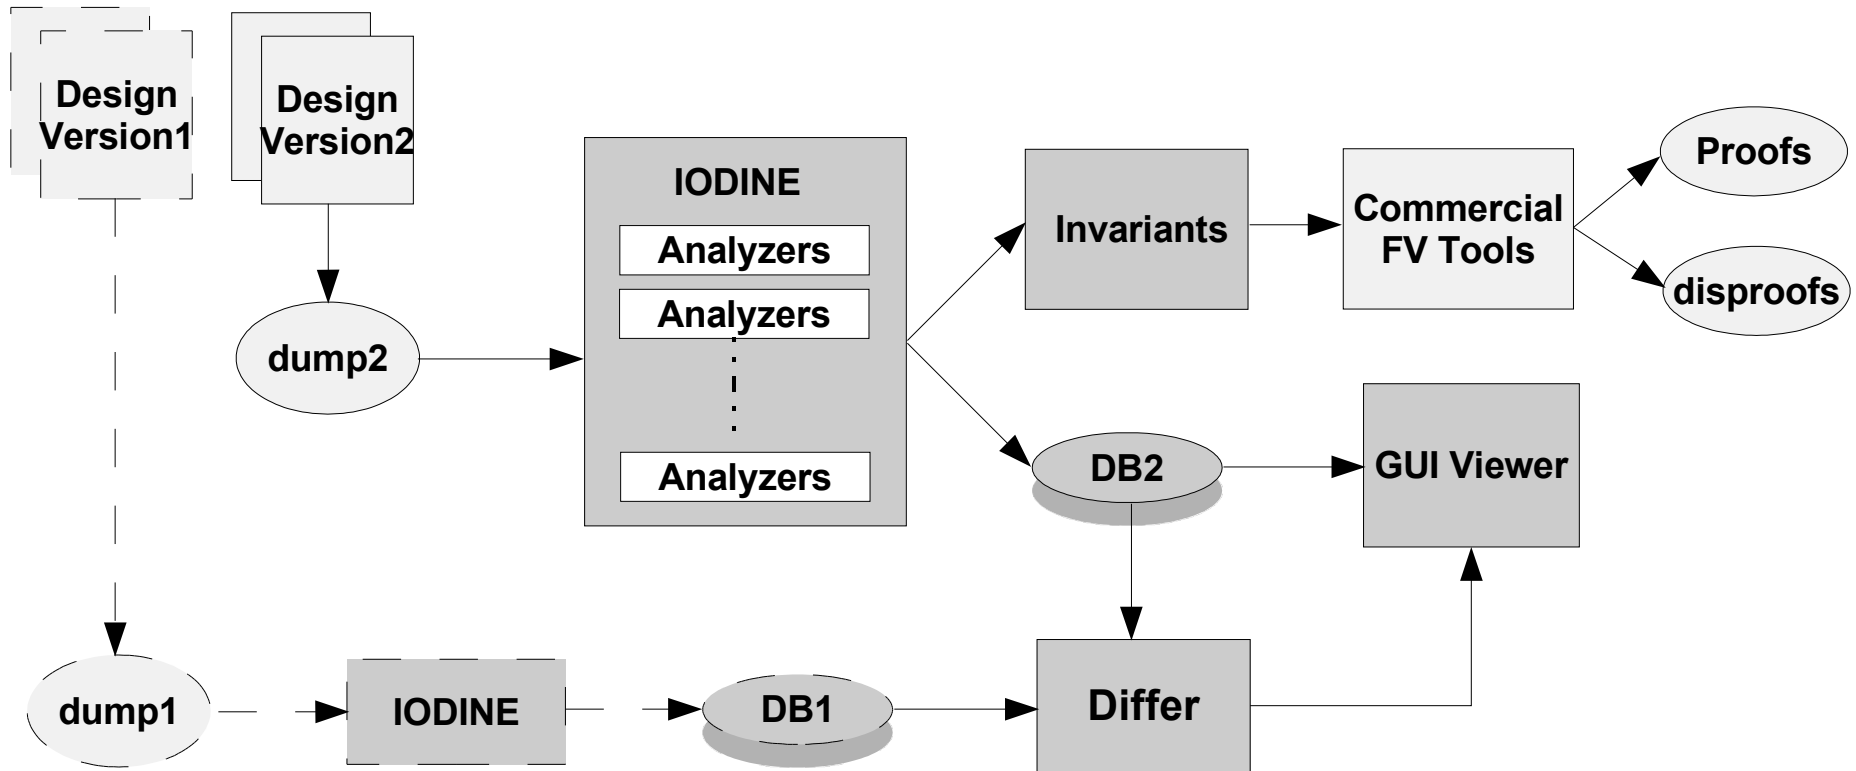 Design
Version1
Design
Version2
IODINE
Analyzers
Analyzers
Analyzers
Invariants
Commercial
FV Tools
Proofs
disproofs
dump2
DB2
GUI Viewer
dump1
IODINE
DB1
Differ